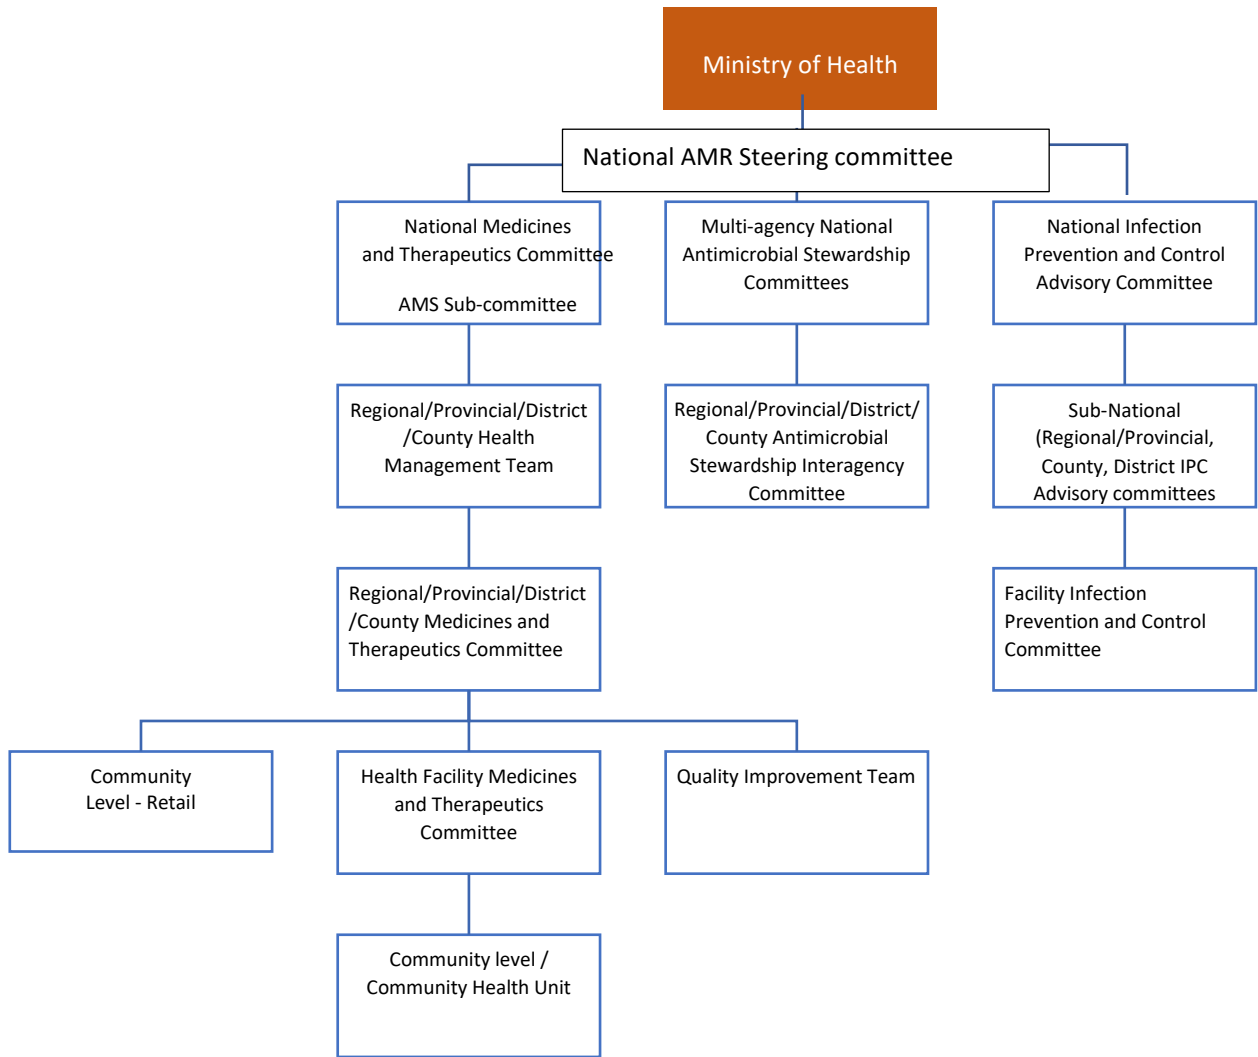 Ministry of Health
National AMR Steering committee
National Medicines
and Therapeutics Committee
AMS Sub-committee
Multi-agency National
Antimicrobial Stewardship
Committees
National Infection
Prevention and Control
Advisory Committee
Regional/Provincial/District
/County Health
Management Team
Regional/Provincial/District/
County Antimicrobial
Stewardship Interagency
Committee
Sub-National
(Regional/Provincial,
County, District IPC
Advisory committees
Regional/Provincial/District
/County Medicines and
Therapeutics Committee
Facility Infection
Prevention and Control
Committee
Community
Level - Retail
Health Facility Medicines
and Therapeutics
Committee
Quality Improvement Team
Community level /
Community Health Unit